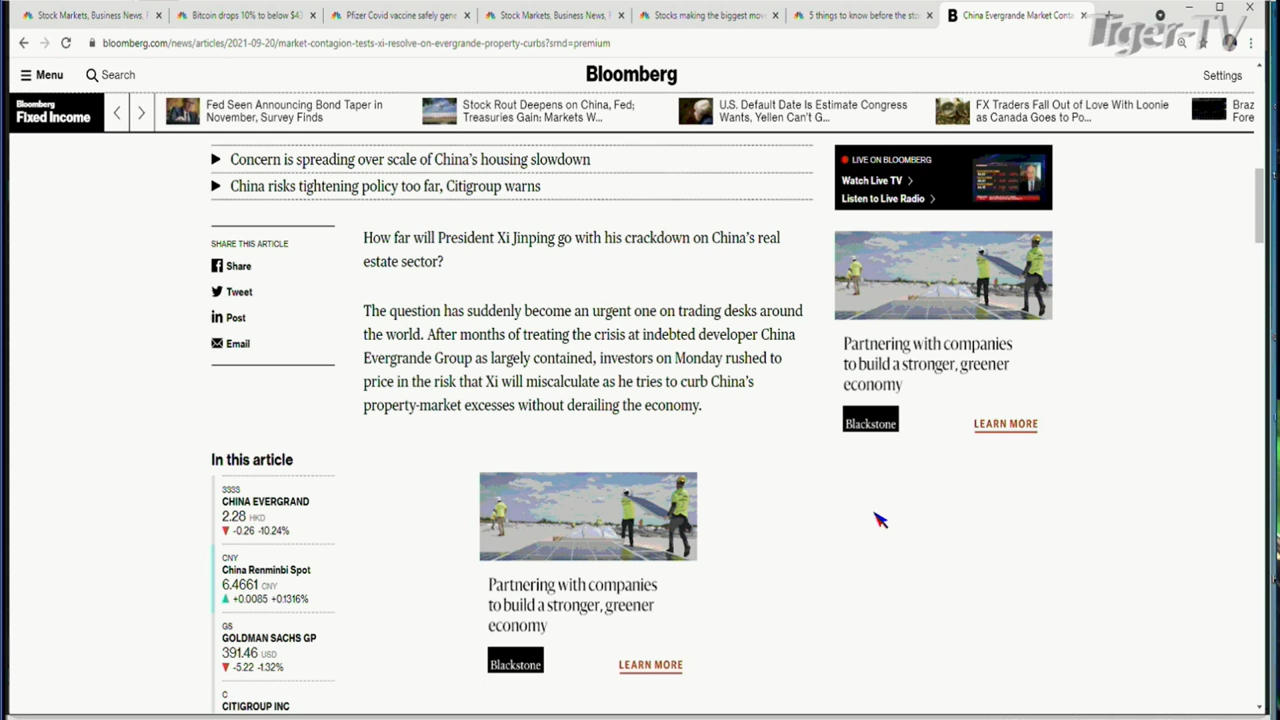 Stock Markets, Business News, F
Bitcoin drops 10% to below $43
Pfizer Covid vaccine safely gene
Stock Markets, Business News, F
Stocks making the biggest mov
5 things to know before the sto
China Evergrande Market Conta
Tiger-TV
bloomberg.com/news/articles/2021-09-20/market-contagion-tests-xi-resolve-on-evergrande-property-curbs?srnd=premium
Menu
Search
Bloomberg
Settings
Bloomberg
Fixed Income
Fed Seen Announcing Bond Taper in
November, Survey Finds
Stock Rout Deepens on China, Fed;
Treasuries Gain: Markets W...
U.S. Default Date Is Estimate Congress
Wants, Yellen Can't G...
FX Traders Fall Out of Love With Loonie
as Canada Goes to Po...
Braz
Fore
Concern is spreading over scale of China's housing slowdown
China risks tightening policy too far, Citigroup warns
LIVE ON BLOOMBERG
Watch Live TV
Listen to Live Radio
SHARE THIS ARTICLE
Share
Tweet
Post
Email
How far will President Xi Jinping go with his crackdown on China's real
estate sector?
The question has suddenly become an urgent one on trading desks around
the world. After months of treating the crisis at indebted developer China
Evergrande Group as largely contained, investors on Monday rushed to
price in the risk that Xi will miscalculate as he tries to curb China's
property-market excesses without derailing the economy.
Partnering with companies
to build a stronger, greener
economy
Blackstone
LEARN MORE
In this article
3333
CHINA EVERGRAND
2.28 HKD
-0.26 -10.24%
CNY
China Renminbi Spot
6.4661 CNY
+0.0085 +0.1316%
GS
GOLDMAN SACHS GP
391.46 USD
-5.22 -1.32%
C
CITIGROUP INC
Partnering with companies
to build a stronger, greener
economy
Blackstone
LEARN MORE